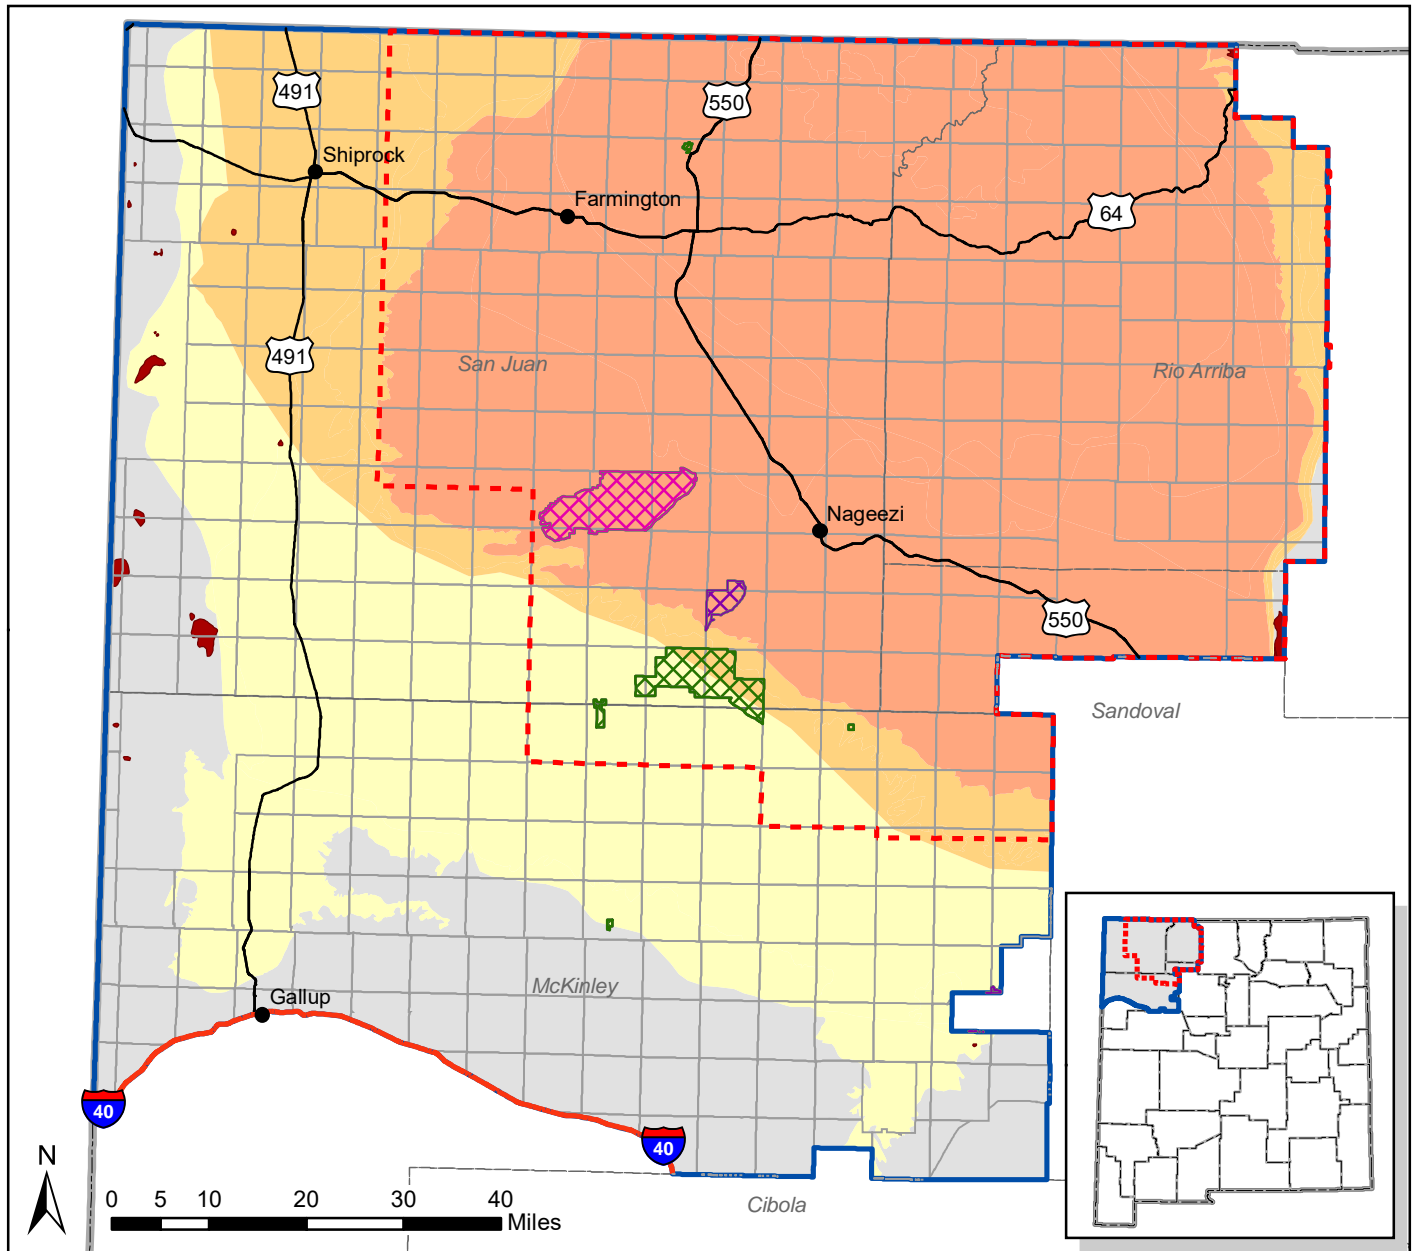 491
550
Shiprock
Farmington
64
491
San Juan
Rio Arriba
Nageezi
550
Sandoval
McKinley
Gallup
40
40
N
0 5 10 20 30 40
Miles
Cibola